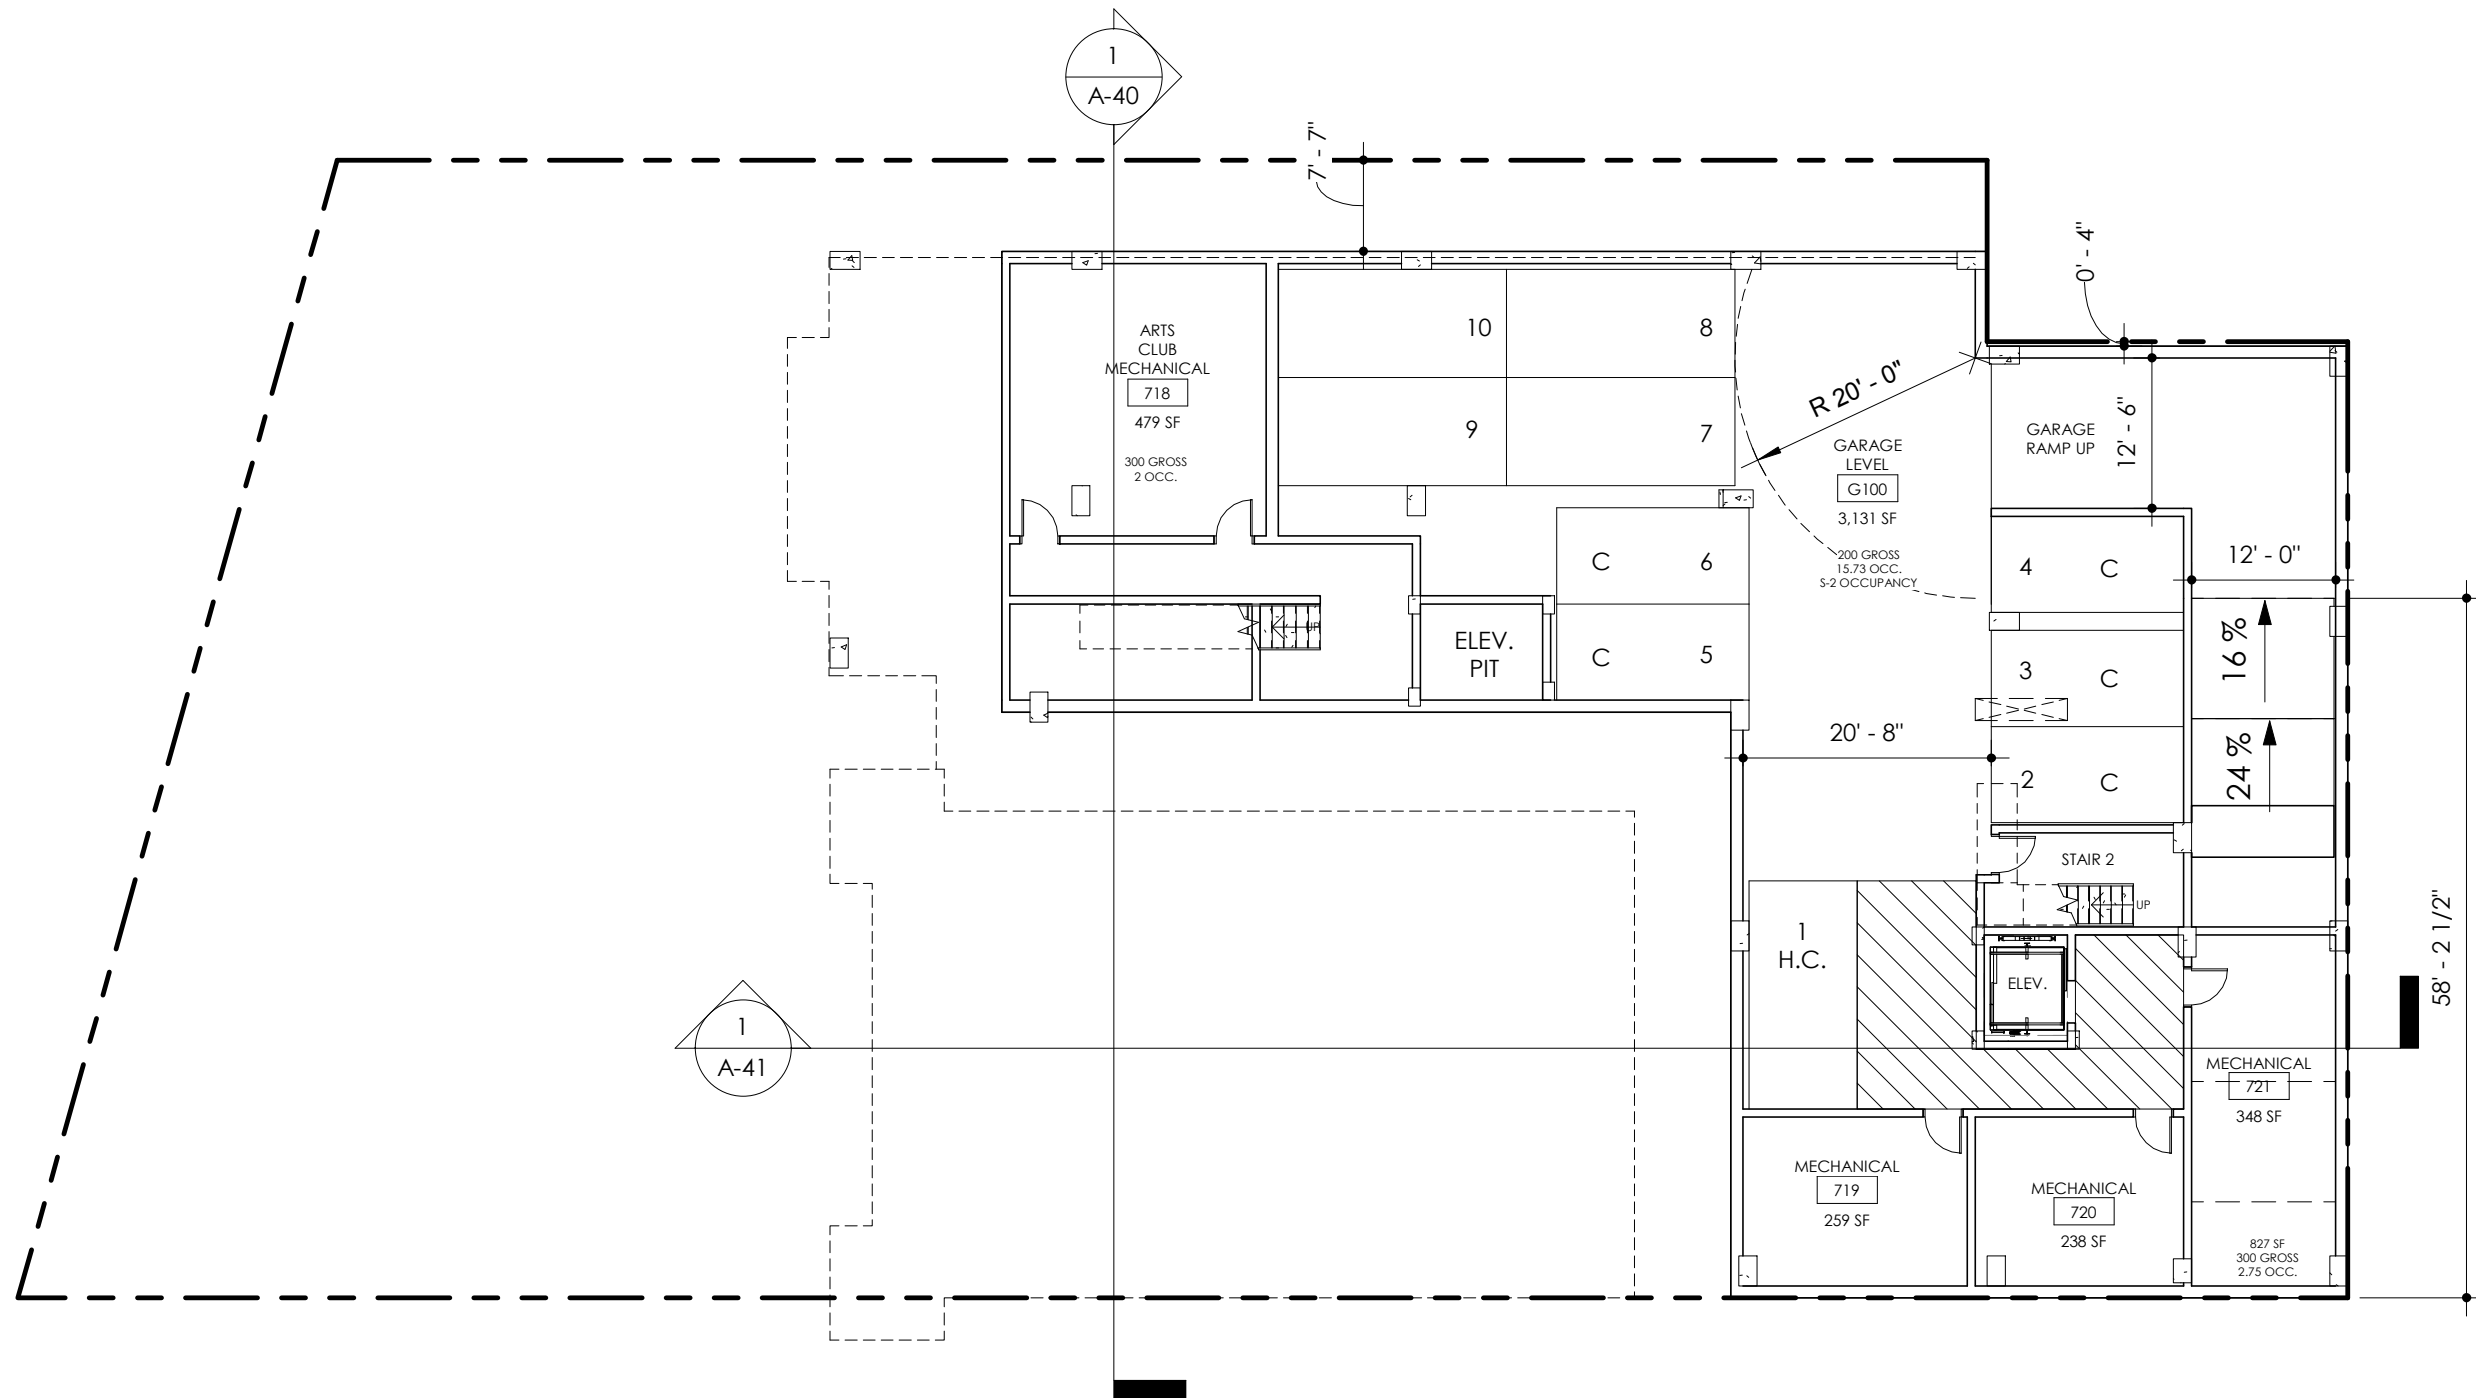 1
A-40
7' - 7"
0' - 4"
ARTS
CLUB
MECHANICAL
718
479 SF
300 GROSS
2 OCC.
10
8
9
7
R 20' - 0"
GARAGE
LEVEL
G100
3,131 SF
200 GROSS
15.73 OCC.
S-2 OCCUPANCY
GARAGE
RAMP UP
12' - 6"
12' - 0"
C 6
C 5
4 C
3 C
2 C
UP
ELEV.
PIT
16 %
24 %
20' - 8"
STAIR 2
UP
1
H.C.
ELEV.
58' - 2 1/2"
1
A-41
MECHANICAL
721
348 SF
MECHANICAL
719
259 SF
MECHANICAL
720
238 SF
827 SF
300 GROSS
2.75 OCC.